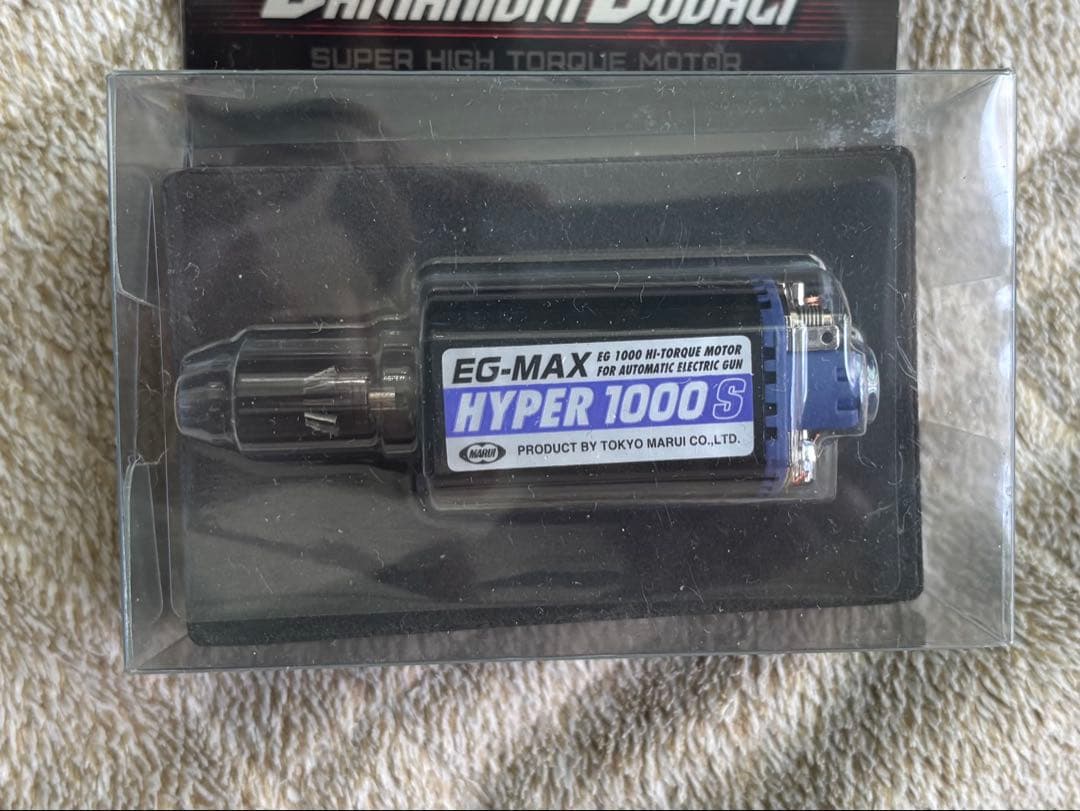 SUPER HIGH TORQUE MOTOR
EG-MAX EG 1000 HI-TORQUE MOTOR
FOR AUTOMATIC ELECTRIC GUN
HYPER 1000 S
MARUI PRODUCT BY TOKYO MARUI CO.,LTD.